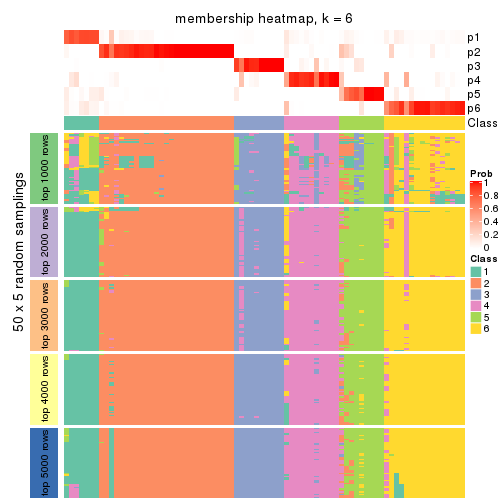 membership heatmap, k = 6
p1
p2
p3
p4
p5
p6
Class
50 x 5 random samplings
top 1000 rows
top 2000 rows
top 3000 rows
top 4000 rows
top 5000 rows
Prob
1
0.8
0.6
0.4
0.2
0
Class
1
2
3
4
5
6